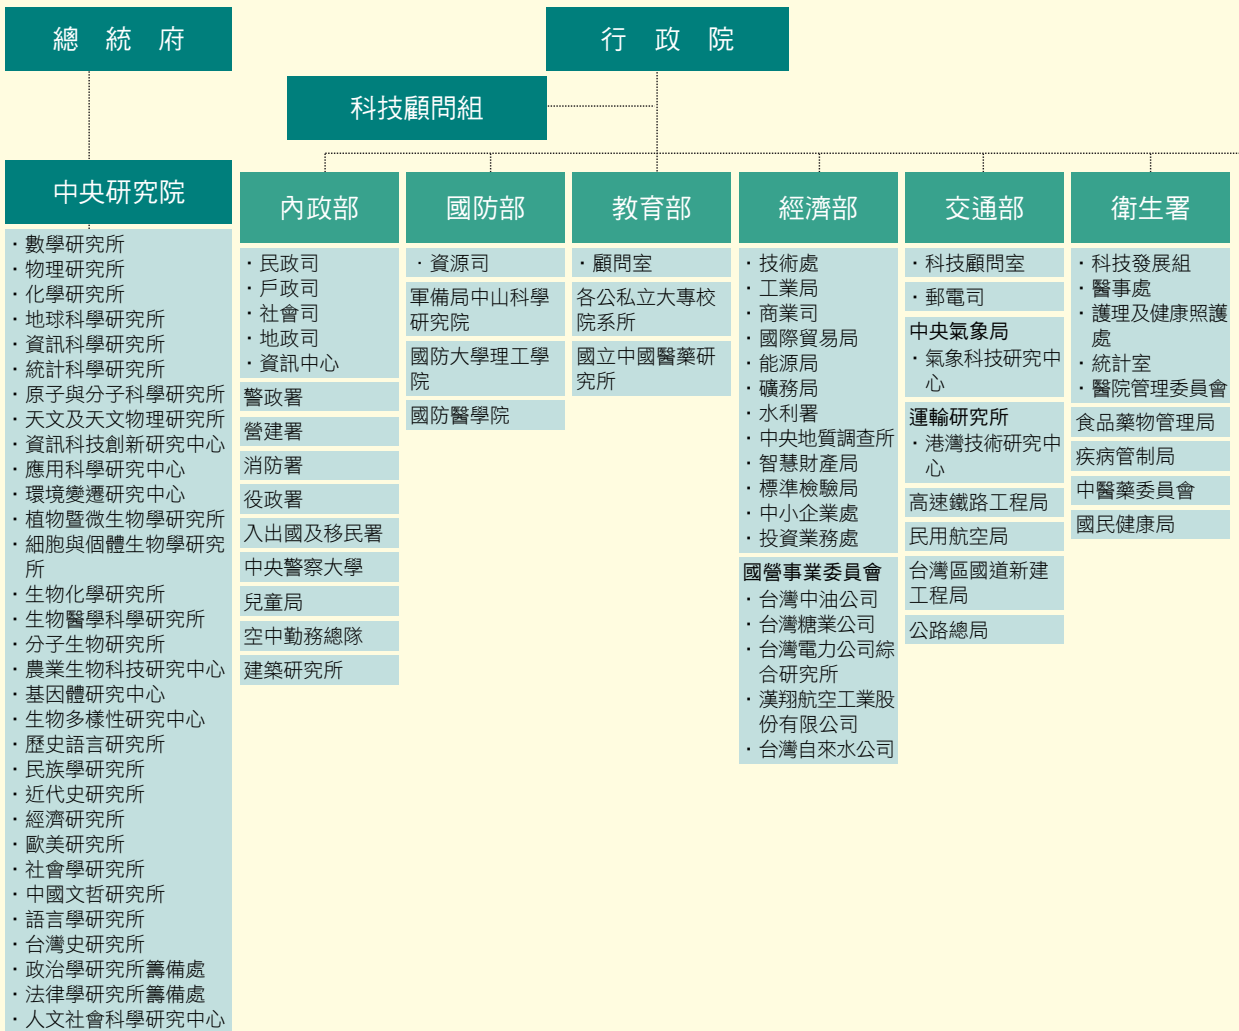 總統府
行政院
科技顧問組
中央研究院
．數學研究所
．物理研究所
．化學研究所
．地球科學研究所
．資訊科學研究所
．統計科學研究所
．原子與分子科學研究所
．天文及天文物理研究所
．資訊科技創新研究中心
．應用科學研究中心
．環境變遷研究中心
．植物暨微生物學研究所
．細胞與個體生物學研究
所
．生物化學研究所
．生物醫學科學研究所
．分子生物研究所
．農業生物科技研究中心
．基因體研究中心
．生物多樣性研究中心
．歷史語言研究所
．民族學研究所
．近代史研究所
．經濟研究所
．歐美研究所
．社會學研究所
．中國文哲研究所
．語言學研究所
．台灣史研究所
．政治學研究所籌備處
．法律學研究所籌備處
．人文社會科學研究中心
內政部
．民政司
．戶政司
．社會司
．地政司
．資訊中心
警政署
營建署
消防署
役政署
入出國及移民署
中央警察大學
兒童局
空中勤務總隊
建築研究所
國防部
．資源司
軍備局中山科學
研究院
國防大學理工學
院
國防醫學院
教育部
．顧問室
各公私立大專校
院系所
國立中國醫藥研
究所
經濟部
．技術處
．工業局
．商業司
．國際貿易局
．能源局
．礦務局
．水利署
．中央地質調查所
．智慧財產局
．標準檢驗局
．中小企業處
．投資業務處
國營事業委員會
．台灣中油公司
．台灣糖業公司
．台灣電力公司綜
合研究所
．漢翔航空工業股
份有限公司
．台灣自來水公司
交通部
．科技顧問室
．郵電司
中央氣象局
．氣象科技研究中
心
運輸研究所
．港灣技術研究中
心
高速鐵路工程局
民用航空局
台灣區國道新建
工程局
公路總局
衛生署
．科技發展組
．醫事處
．護理及健康照護
處
．統計室
．醫院管理委員會
食品藥物管理局
疾病管制局
中醫藥委員會
國民健康局